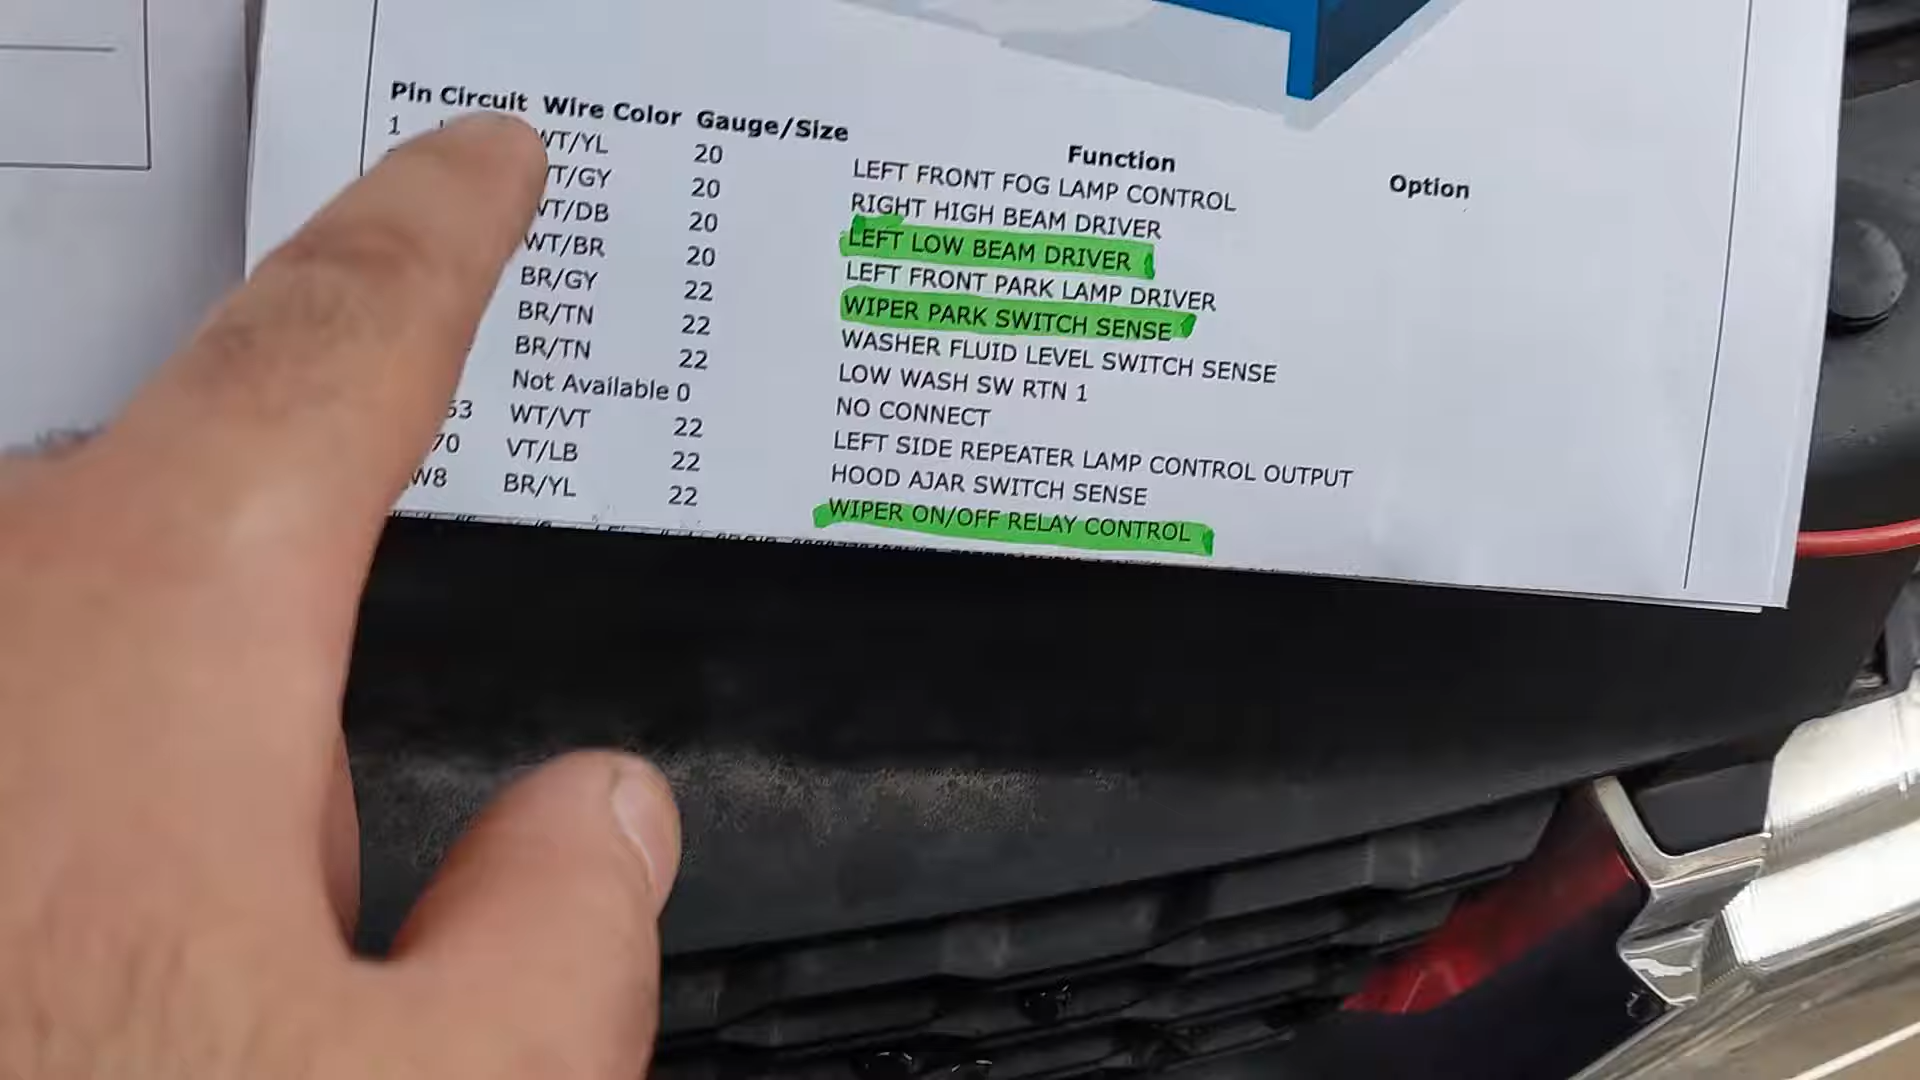 Pin Circuit Wire Color Gauge/Size Function Option
1 WT/YL 20 LEFT FRONT FOG LAMP CONTROL
T/GY 20 RIGHT HIGH BEAM DRIVER
WT/DB 20 LEFT LOW BEAM DRIVER
WT/BR 20 LEFT FRONT PARK LAMP DRIVER
BR/GY 22 WIPER PARK SWITCH SENSE
BR/TN 22 WASHER FLUID LEVEL SWITCH SENSE
BR/TN 22 LOW WASH SW RTN 1
Not Available 0 NO CONNECT
53 WT/VT 22 LEFT SIDE REPEATER LAMP CONTROL OUTPUT
70 VT/LB 22 HOOD AJAR SWITCH SENSE
W8 BR/YL 22 WIPER ON/OFF RELAY CONTROL